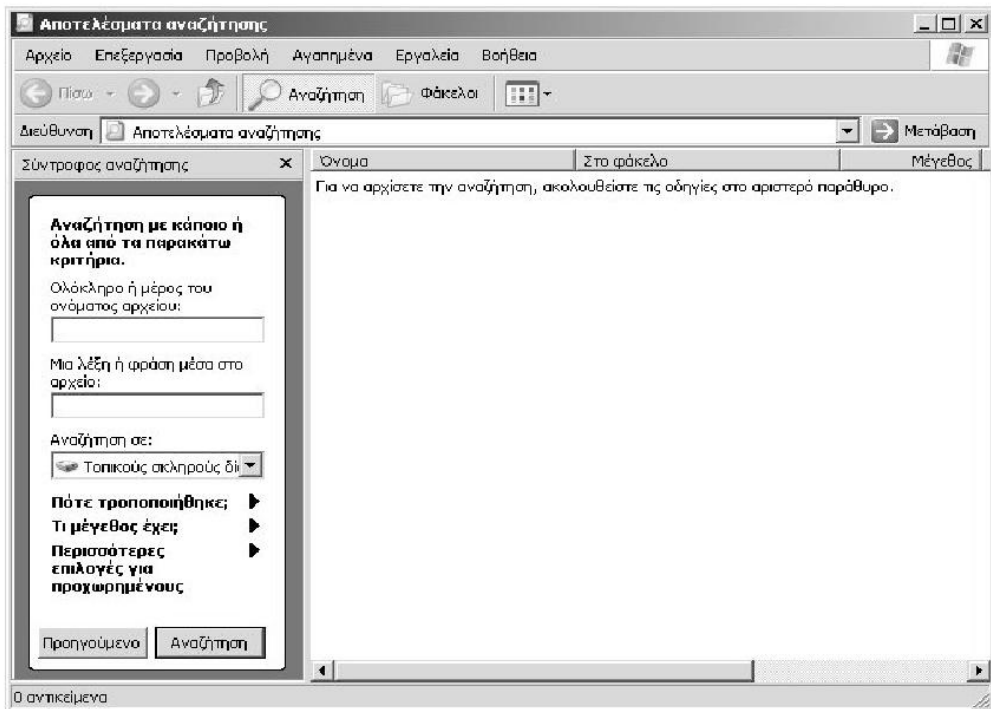 Αποτελέσματα αναζήτησης
Αρχείο Επεξεργασία Προβολή Αγαπημένα Εργαλεία Βοήθεια
Πίσω Αναζήτηση Φάκελοι
Διεύθυνση Αποτελέσματα αναζήτησης Μετάβαση
Σύντροφος αναζήτησης
Όνομα Στο φάκελο Μέγεθος
Για να αρχίσετε την αναζήτηση, ακολουθείστε τις οδηγίες στο αριστερό παράθυρο.
Αναζήτηση με κάποιο ή
όλα από τα παρακάτω
κριτήρια.
Ολόκληρο ή μέρος του
ονόματος αρχείου:
Μια λέξη ή φράση μέσα στο
αρχείο:
Αναζήτηση σε:
Τοπικούς σκληρούς δί
Πότε τροποποιήθηκε;
Τι μέγεθος έχει;
Περισσότερες
επιλογές για
προχωρημένους
Προηγούμενο Αναζήτηση
0 αντικείμενα